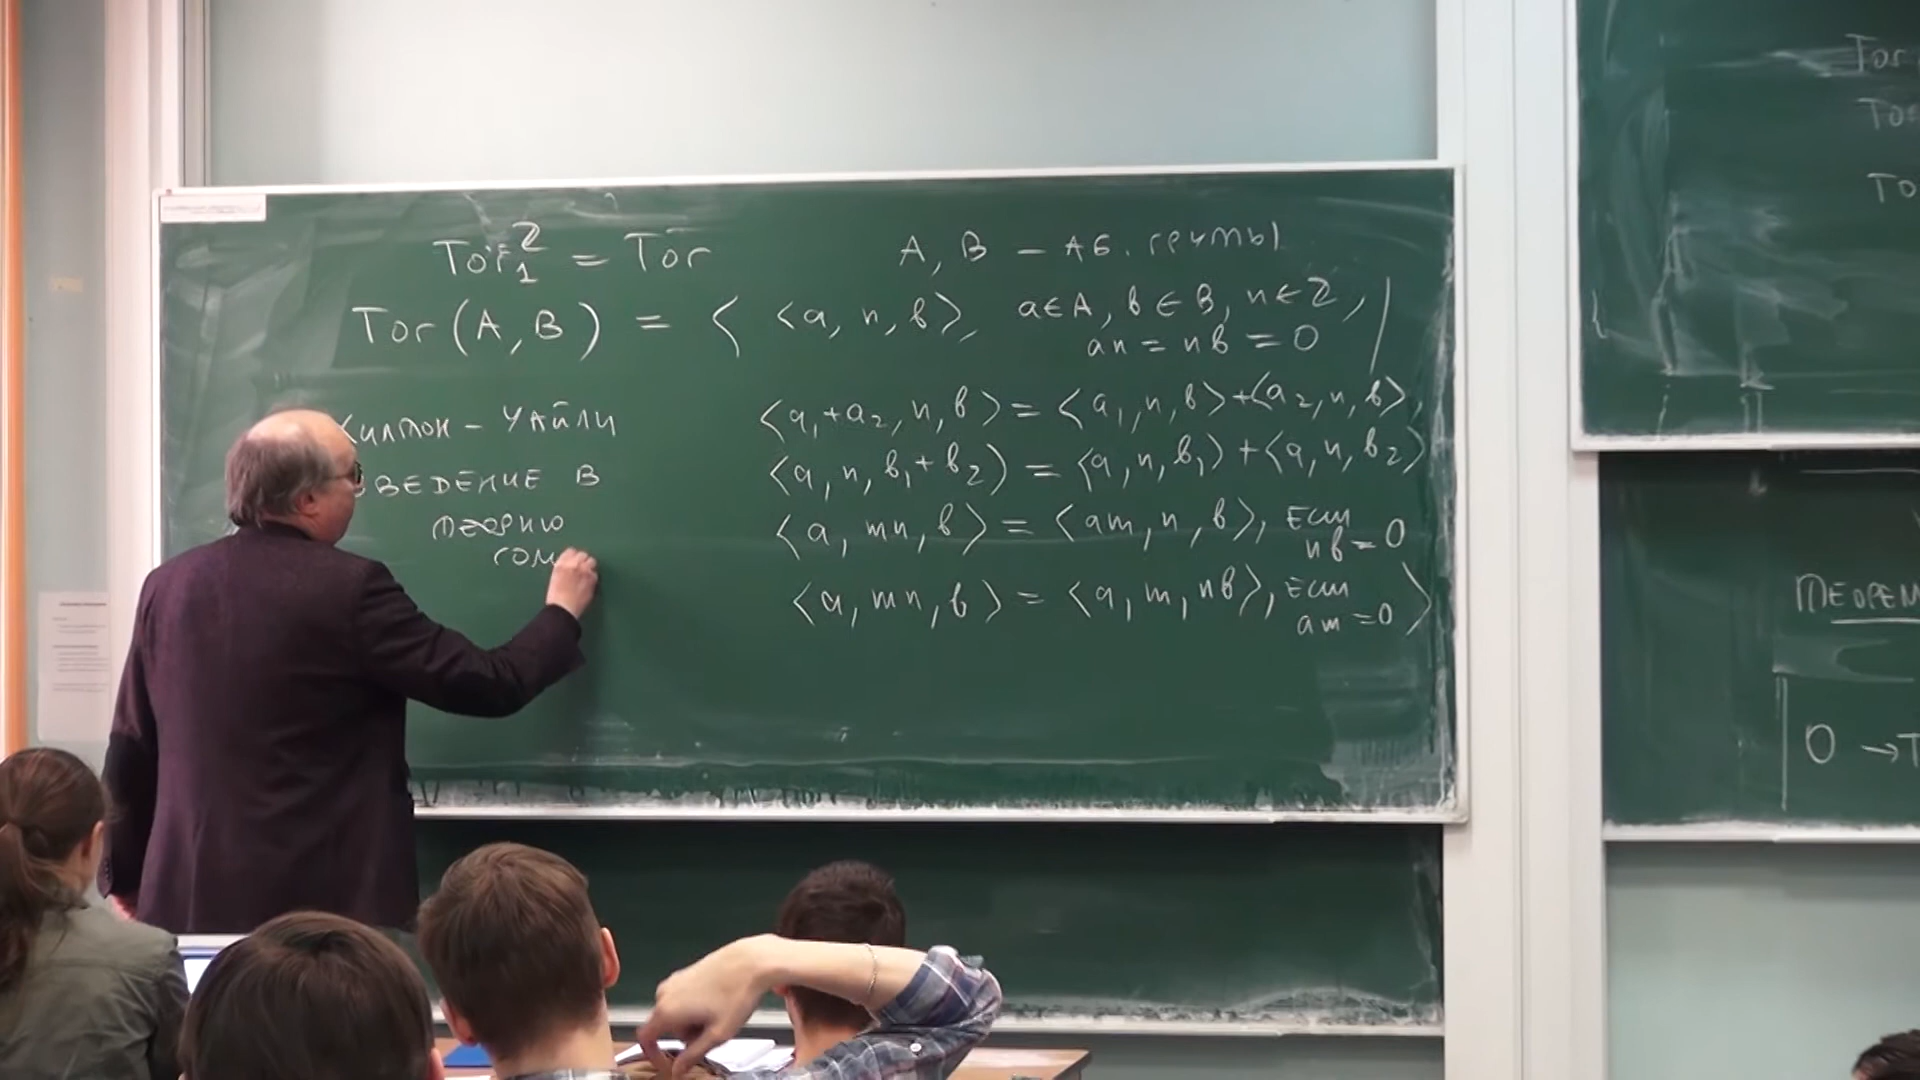 Tor₁^ℤ = Tor
A, B – АБ. группы
Tor(A, B) = ⟨ ⟨a, n, b⟩, a∈A, b∈B, n∈ℤ, |
an = nb = 0
⟨a₁+a₂, n, b⟩ = ⟨a₁, n, b⟩+⟨a₂, n, b⟩,
⟨a, n, b₁+b₂⟩ = ⟨a, n, b₁⟩+⟨a, n, b₂⟩
⟨a, mn, b⟩ = ⟨am, n, b⟩, Если
nb=0
⟨a, mn, b⟩ = ⟨a, m, nb⟩, Если
am=0 ⟩
ХИЛТОН – УАЙЛИ
ВВЕДЕНИЕ В
теорию
гом
Tor
Tor
To
ТЕОРЕМ
0 → T